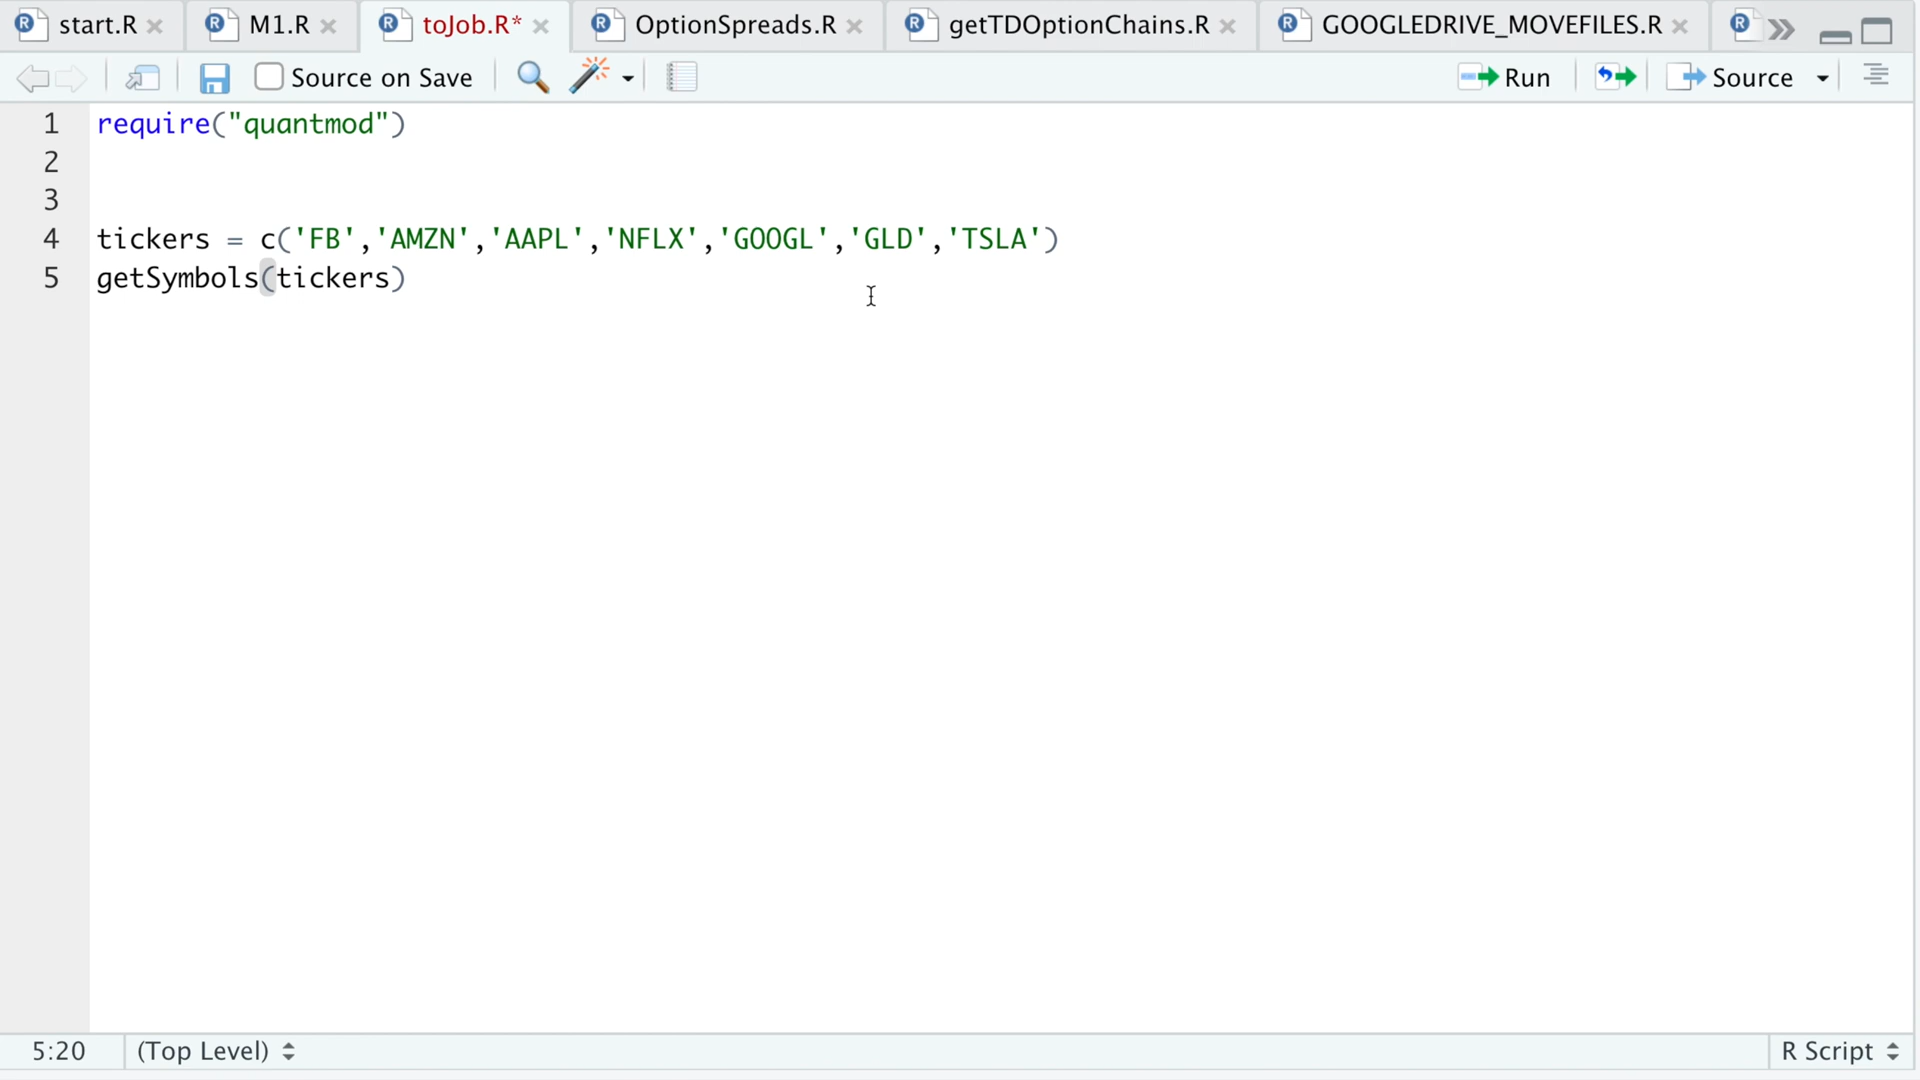 start.R M1.R toJob.R* OptionSpreads.R getTDOptionChains.R GOOGLEDRIVE_MOVEFILES.R
Source on Save Run Source
1 require("quantmod")
2
3
4 tickers = c('FB','AMZN','AAPL','NFLX','GOOGL','GLD','TSLA')
5 getSymbols(tickers)
5:20 (Top Level) R Script